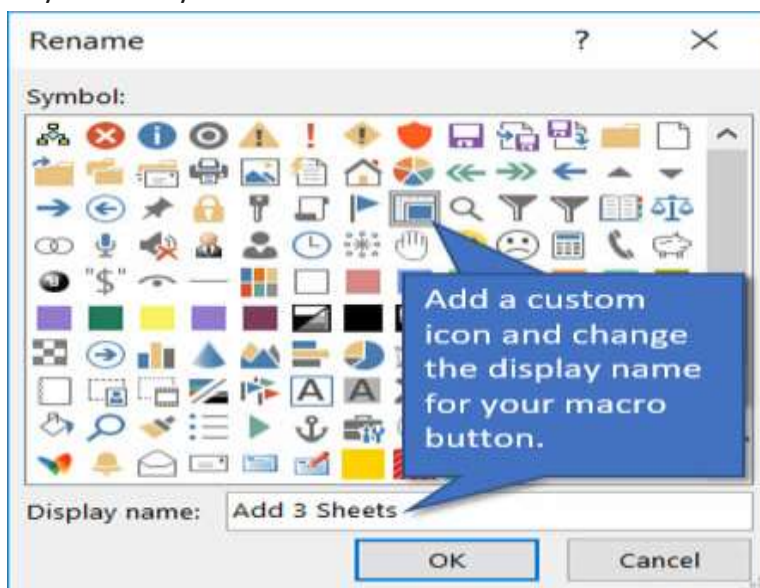 Rename ?
Symbol:
"$"
A A
Add a custom
icon and change
the display name
for your macro
button.
Display name: Add 3 Sheets
OK Cancel